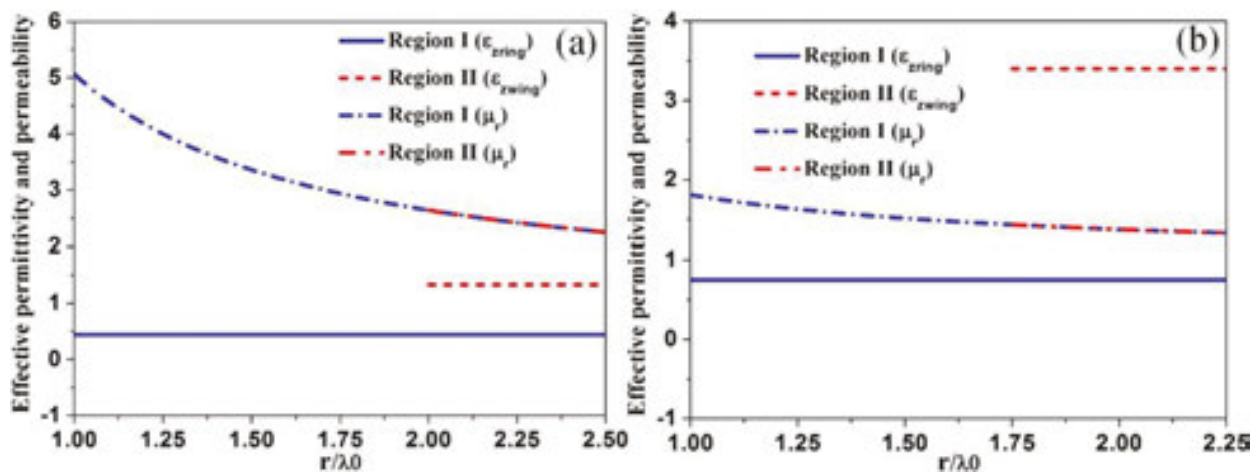 Effective permittivity and permeability
6
5
4
3
2
1
0
-1
Region I (εzring)
Region II (εzwing)
Region I (μr)
Region II (μr)
(a)
1.00 1.25 1.50 1.75 2.00 2.25 2.50
r/λ0
Effective permittivity and permeability
4
3
2
1
0
-1
Region I (εzring)
Region II (εzwing)
Region I (μr)
Region II (μr)
(b)
1.00 1.25 1.50 1.75 2.00 2.25
r/λ0